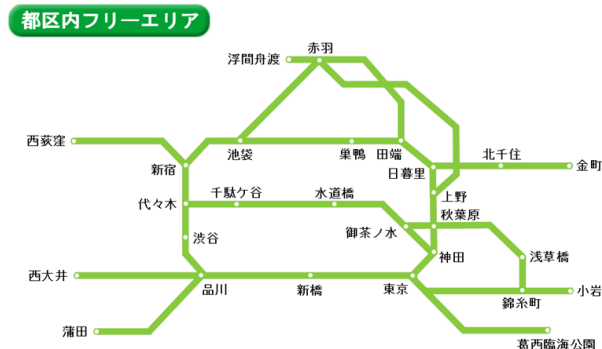 都区内フリーエリア
赤羽
浮間舟渡
西荻窪
池袋
巣鴨
田端
北千住
金町
新宿
日暮里
代々木
千駄ケ谷
水道橋
上野
秋葉原
御茶ノ水
渋谷
神田
浅草橋
西大井
品川
新橋
東京
小岩
錦糸町
蒲田
葛西臨海公園